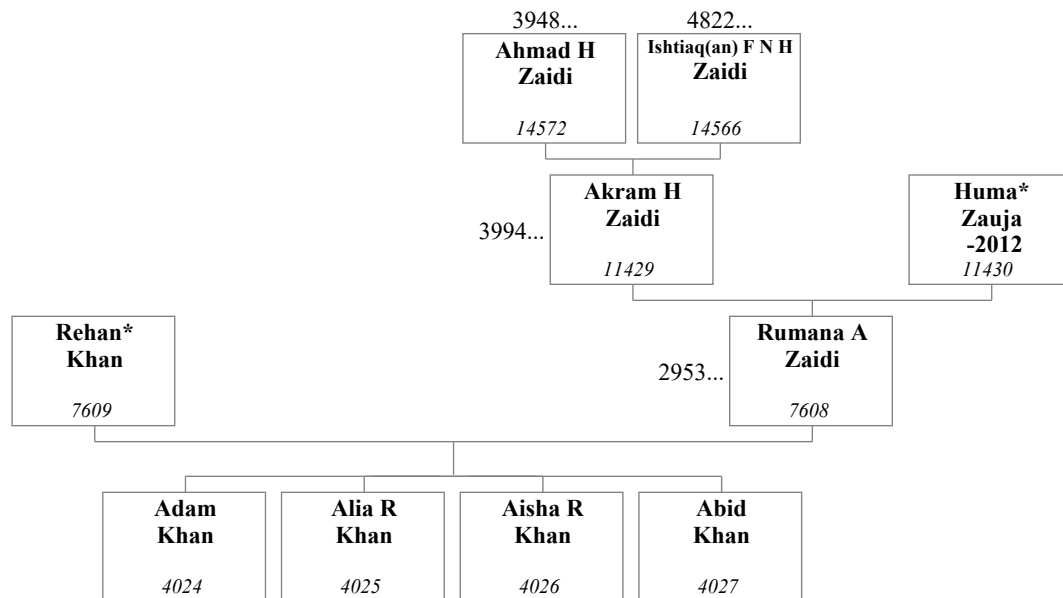 3948...
4822...
Ahmad H
Zaidi
14572
Ishtiaq(an) F N H
Zaidi
14566
3994...
Akram H
Zaidi
11429
Huma*
Zauja
-2012
11430
Rehan*
Khan
7609
2953...
Rumana A
Zaidi
7608
Adam
Khan
4024
Alia R
Khan
4025
Aisha R
Khan
4026
Abid
Khan
4027